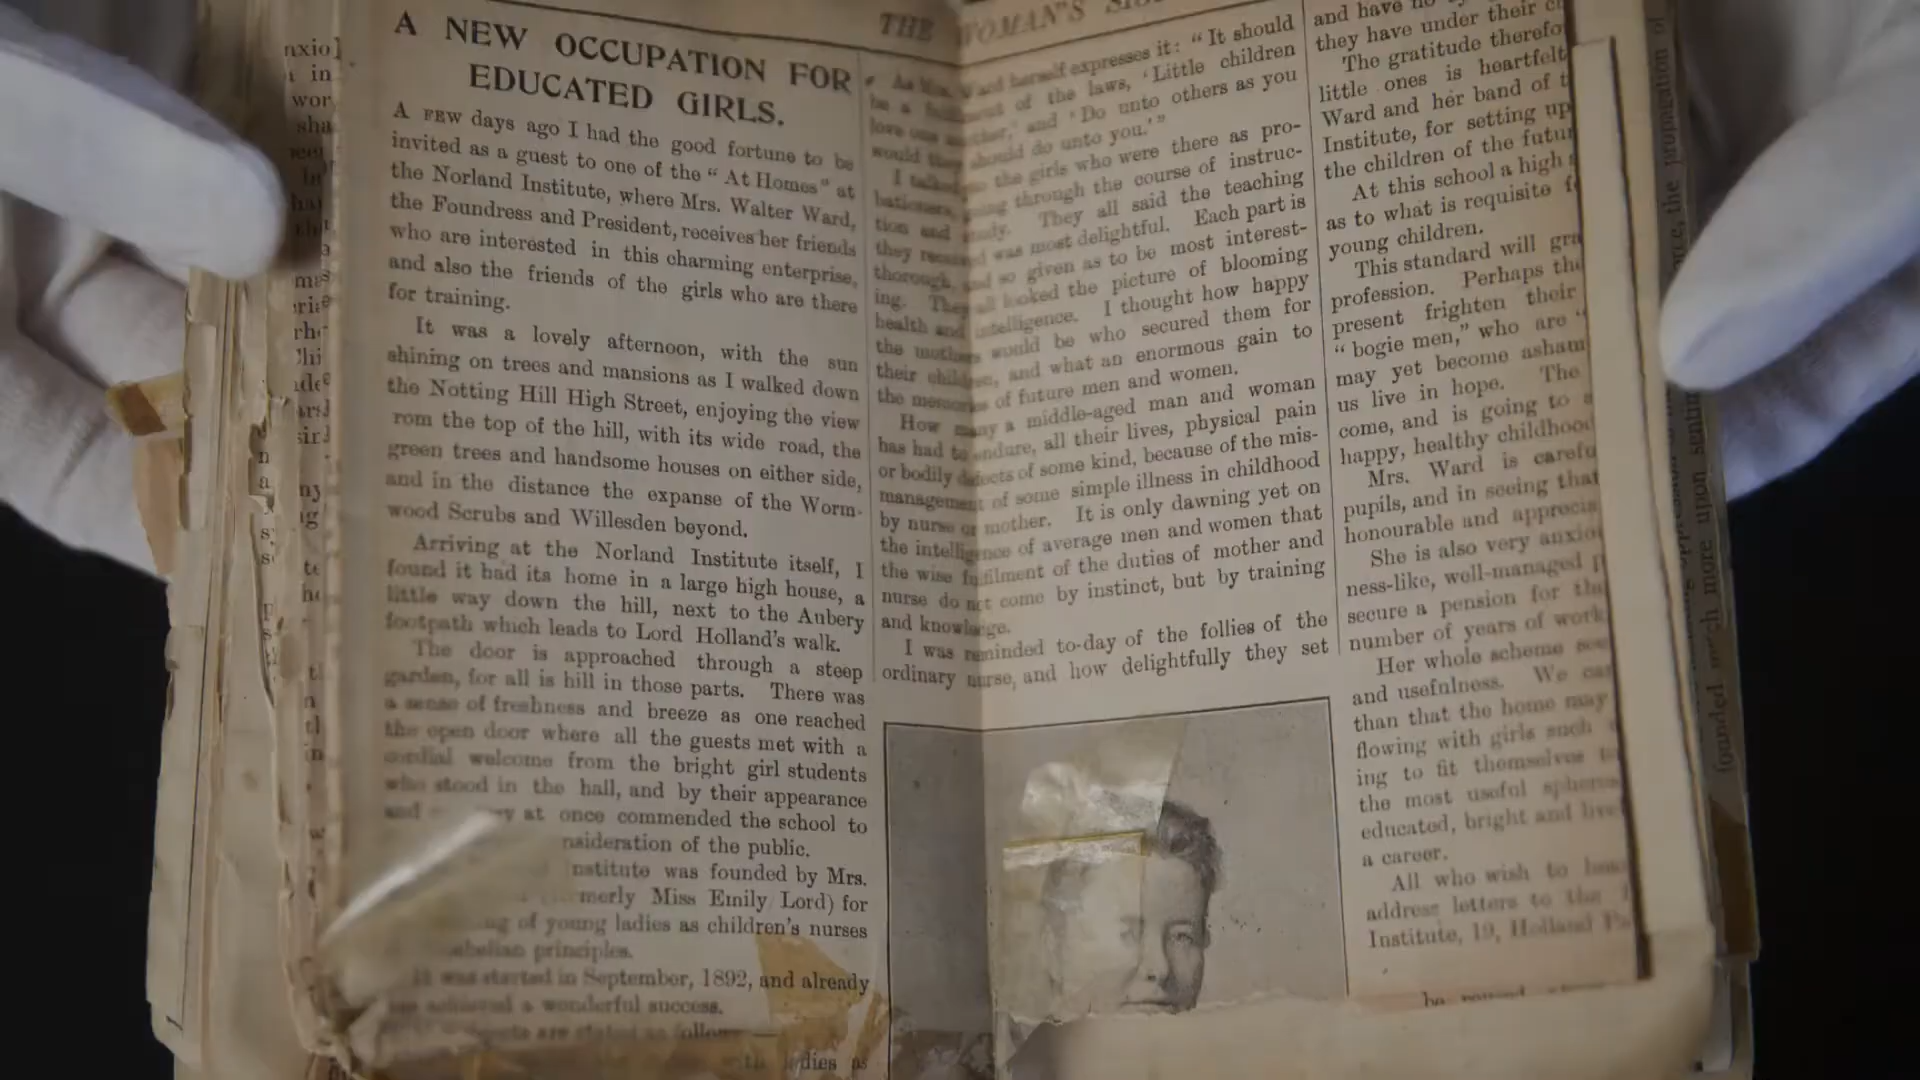 THE WOMAN'S
A NEW OCCUPATION FOR
EDUCATED GIRLS.
A FEW days ago I had the good fortune to be
invited as a guest to one of the "At Homes" at
the Norland Institute, where Mrs. Walter Ward,
the Foundress and President, receives her friends
who are interested in this charming enterprise,
and also the friends of the girls who are there
for training.
It was a lovely afternoon, with the sun
shining on trees and mansions as I walked down
the Notting Hill High Street, enjoying the view
rom the top of the hill, with its wide road, the
green trees and handsome houses on either side,
and in the distance the expanse of the Worm-
wood Scrubs and Willesden beyond.
Arriving at the Norland Institute itself, I
found it had its home in a large high house, a
little way down the hill, next to the Aubery
footpath which leads to Lord Holland's walk.
The door is approached through a steep
garden, for all is hill in those parts. There was
a sense of freshness and breeze as one reached
the open door where all the guests met with a
cordial welcome from the bright girl students
who stood in the hall, and by their appearance
and at once commended the school to
nsideration of the public.
nstitute was founded by Mrs.
merly Miss Emily Lord) for
ng of young ladies as children's nurses
belian principles.
It was started in September, 1892, and already
achieved a wonderful success.
are stated as follows:—
dies as
As Mrs. Ward herself expresses it: "It should
be a fulfilment of the laws, 'Little children
love one another,' and 'Do unto others as you
would they should do unto you.'"
I talked to the girls who were there as pro-
bationers, going through the course of instruc-
tion and study. They all said the teaching
they received was most delightful. Each part is
thorough, and so given as to be most interest-
ing. They all looked the picture of blooming
health and intelligence. I thought how happy
the mothers would be who secured them for
their children, and what an enormous gain to
the memories of future men and women.
How many a middle-aged man and woman
has had to endure, all their lives, physical pain
or bodily defects of some kind, because of the mis-
management of some simple illness in childhood
by nurse or mother. It is only dawning yet on
the intelligence of average men and women that
the wise fulfilment of the duties of mother and
nurse do not come by instinct, but by training
and knowledge.
I was reminded to-day of the follies of the
ordinary nurse, and how delightfully they set
and have no
they have under their
The gratitude therefo
little ones is heartfelt
Ward and her band of t
Institute, for setting up
the children of the futur
At this school a high
as to what is requisite f
young children.
This standard will gra
profession. Perhaps the
present frighten their
"bogie men," who are
may yet become asham
us live in hope. The
come, and is going to a
happy, healthy childhood
Mrs. Ward is carefu
pupils, and in seeing that
honourable and apprecia
She is also very anxio
ness-like, well-managed p
secure a pension for the
number of years of work
Her whole scheme see
and usefulness. We can
than that the home may
flowing with girls such
ing to fit themselves to
the most useful sphere
educated, bright and live
a career.
All who wish to hear
address letters to the
Institute, 19, Holland Pa
the propagation of
founded much more upon senti